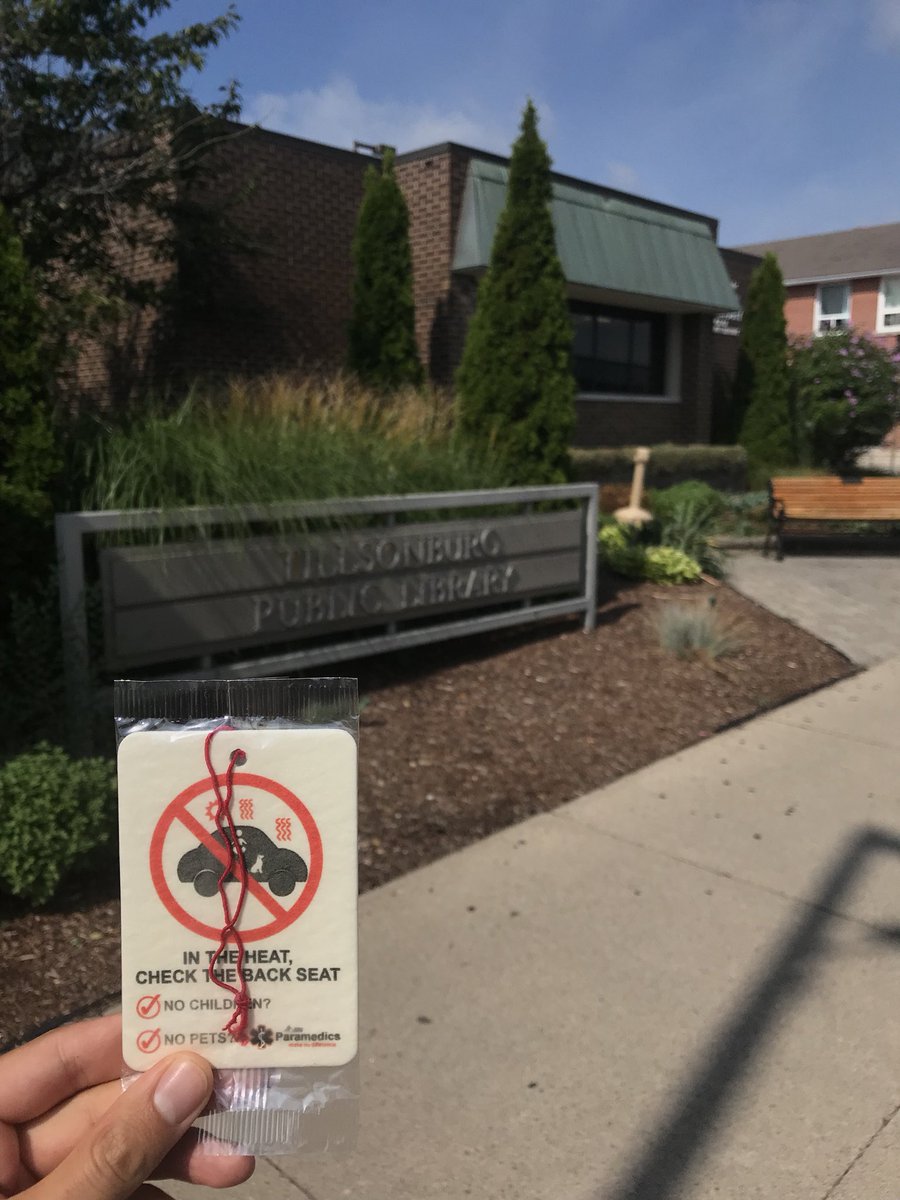 TILLSONBURG
PUBLIC LIBRARY
IN THE HEAT,
CHECK THE BACK SEAT
NO CHILDREN?
NO PETS?
Paramedics